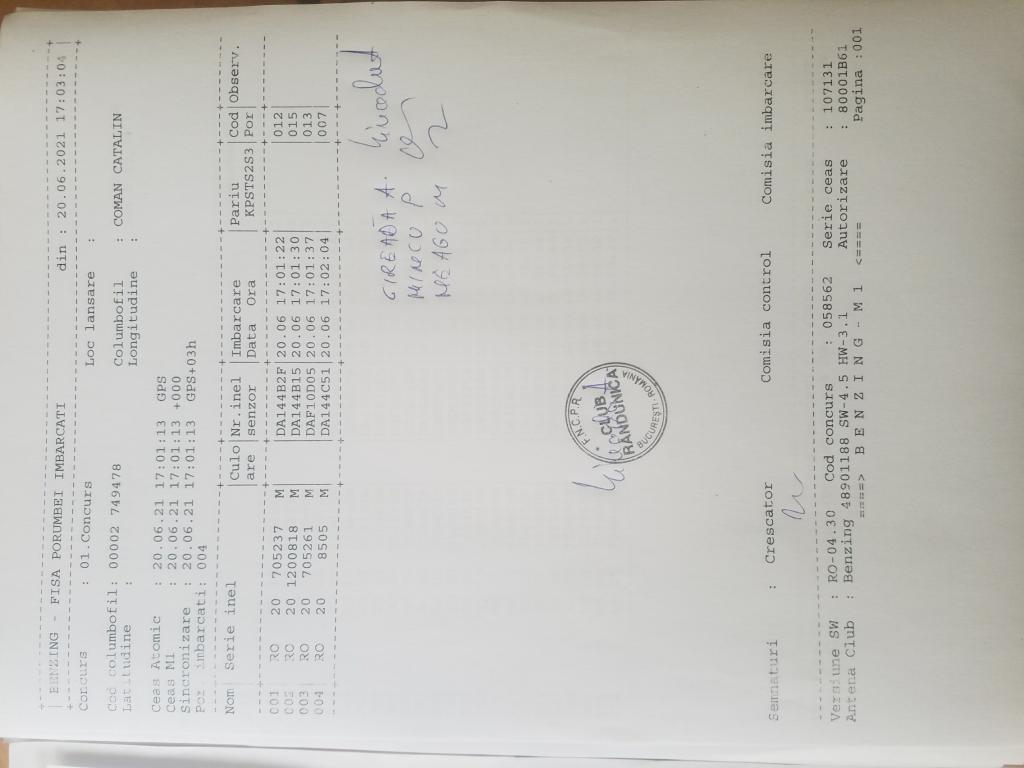 BENZING - FISA PORUMBEI IMBARCATI din : 20.06.2021 17:03:04
Concurs : 01.Concurs Loc lansare :
Cod columbofil: 00002 749478 Columbofil : COMAN CATALIN
Latitudine : Longitudine :
Ceas Atomic : 20.06.21 17:01:13 GPS
Ceas M1 : 20.06.21 17:01:13 +000
Sincronizare : 20.06.21 17:01:13 GPS+03h
Por. imbarcati: 004
Nom| Serie inel |Culo|Nr.inel |Imbarcare |Pariu |Cod|Observ.
|are |senzor |Data Ora | KPSTS2S3|Por|
001| RO 20 705237 M |DA144B2F|20.06 17:01:22| |012|
002| RO 20 1200818 M |DA144B15|20.06 17:01:30| |015|
003| RO 20 705261 M |DAF10D05|20.06 17:01:37| |013|
004| RO 20 8505 M |DA144C51|20.06 17:02:04| |007|
CIREADĂ A.
MINCU P
NEAGO M
F.N.C.P.R.
CLUB
RÂNDUNICA
BUCUREȘTI - ROMÂNIA
Semnaturi : Crescator Comisia control Comisia imbarcare
Versiune SW : RO-04.30 Cod concurs : 058562 Serie ceas : 107131
Antena Club : Benzing 48901188 SW-4.5 HW-3.1 Autorizare : 80001B61
====> B E N Z I N G - M 1 <==== Pagina :001